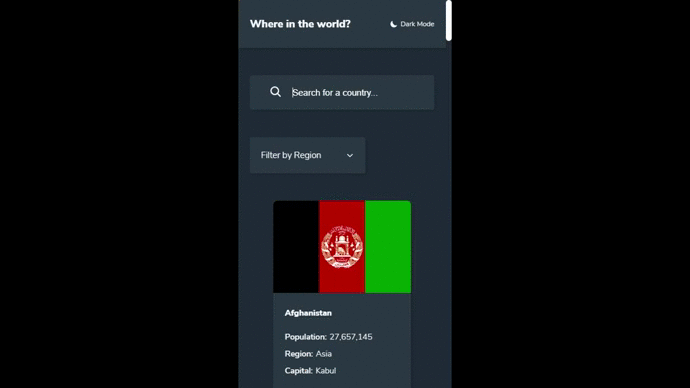 Where in the world?
Dark Mode
Search for a country...
Filter by Region
Afghanistan
Population: 27,657,145
Region: Asia
Capital: Kabul